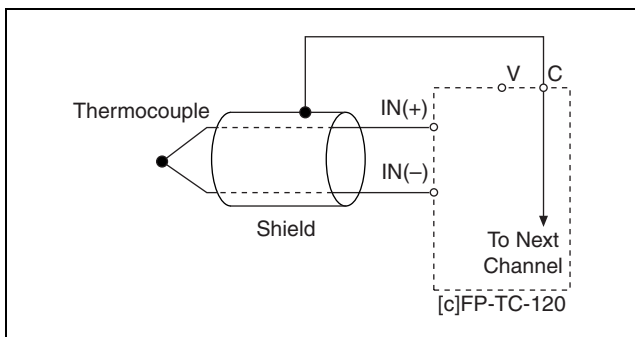 V C
Thermocouple
IN(+)
IN(–)
Shield
To Next
Channel
[c]FP-TC-120